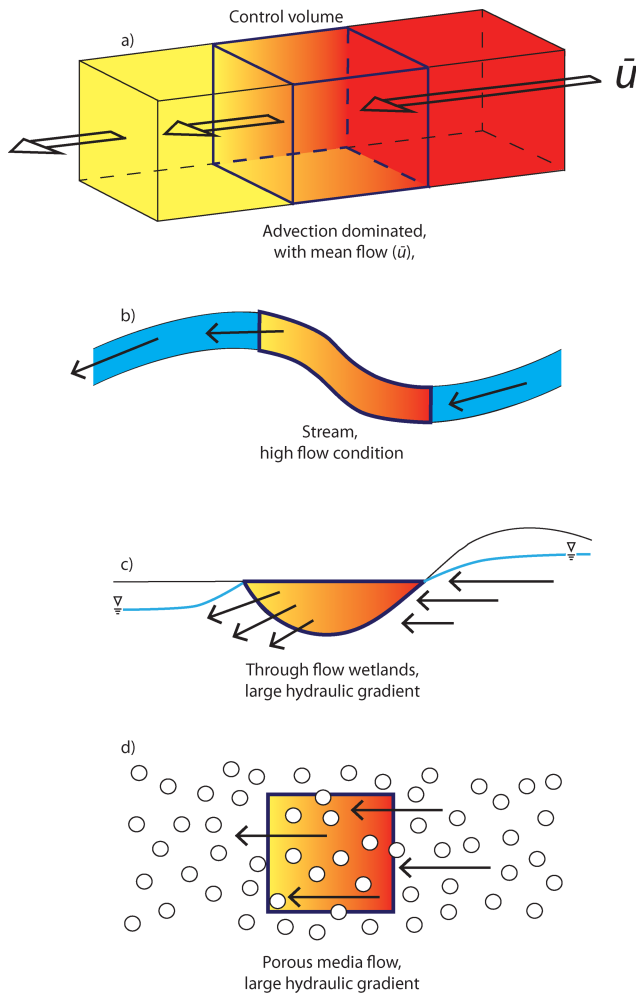 Control volume
a)
ū
Advection dominated,
with mean flow (ū),
b)
Stream,
high flow condition
c)
Through flow wetlands,
large hydraulic gradient
d)
Porous media flow,
large hydraulic gradient